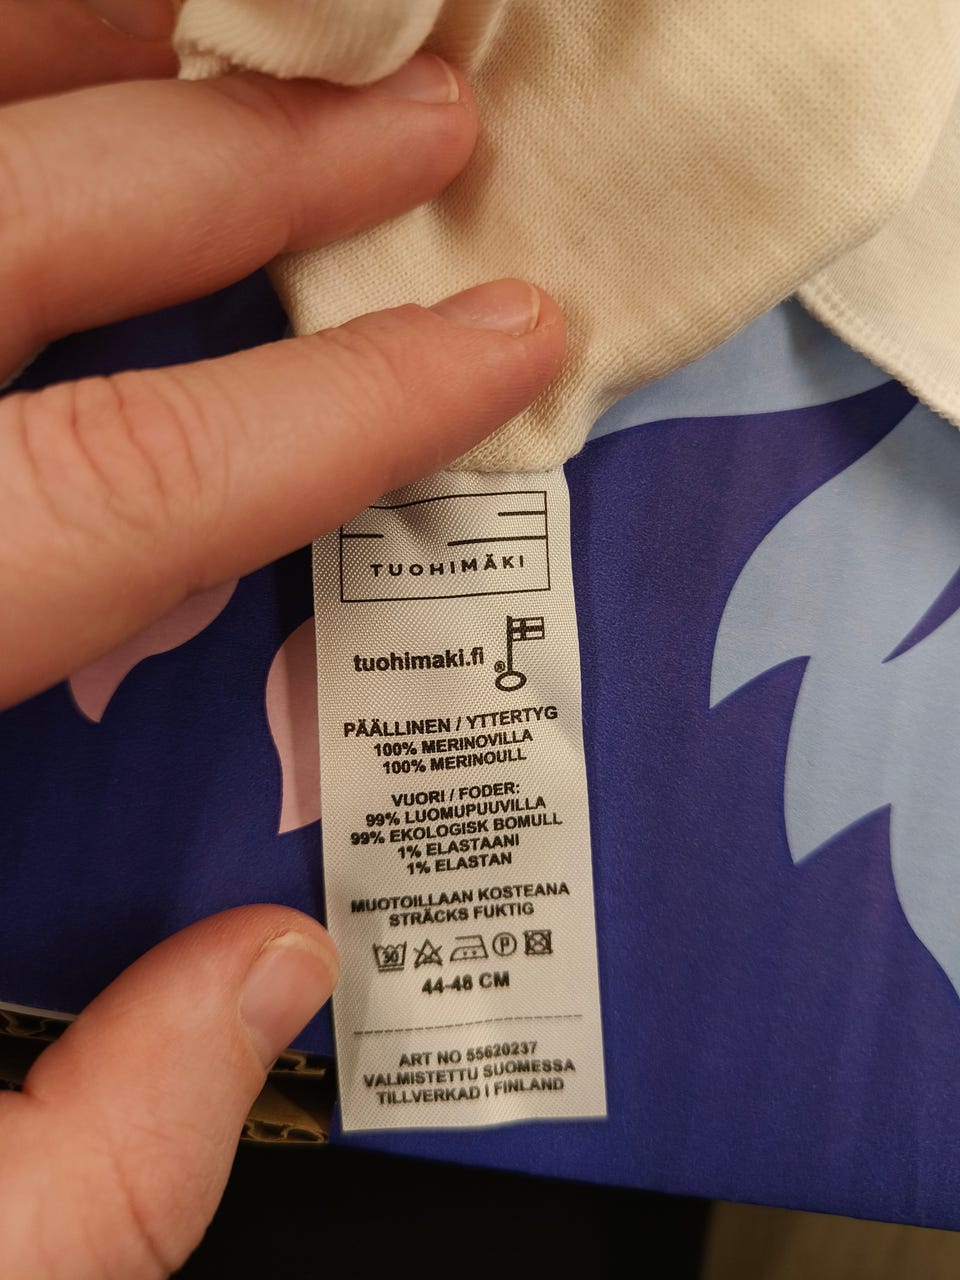 TUOHIMÄKI
tuohimaki.fi
®
PÄÄLLINEN / YTTERTYG
100% MERINOVILLA
100% MERINOULL
VUORI / FODER:
99% LUOMUPUUVILLA
99% EKOLOGISK BOMULL
1% ELASTAANI
1% ELASTAN
MUOTOILLAAN KOSTEANA
STRÄCKS FUKTIG
30 P
44-48 CM
ART NO 55620237
VALMISTETTU SUOMESSA
TILLVERKAD I FINLAND